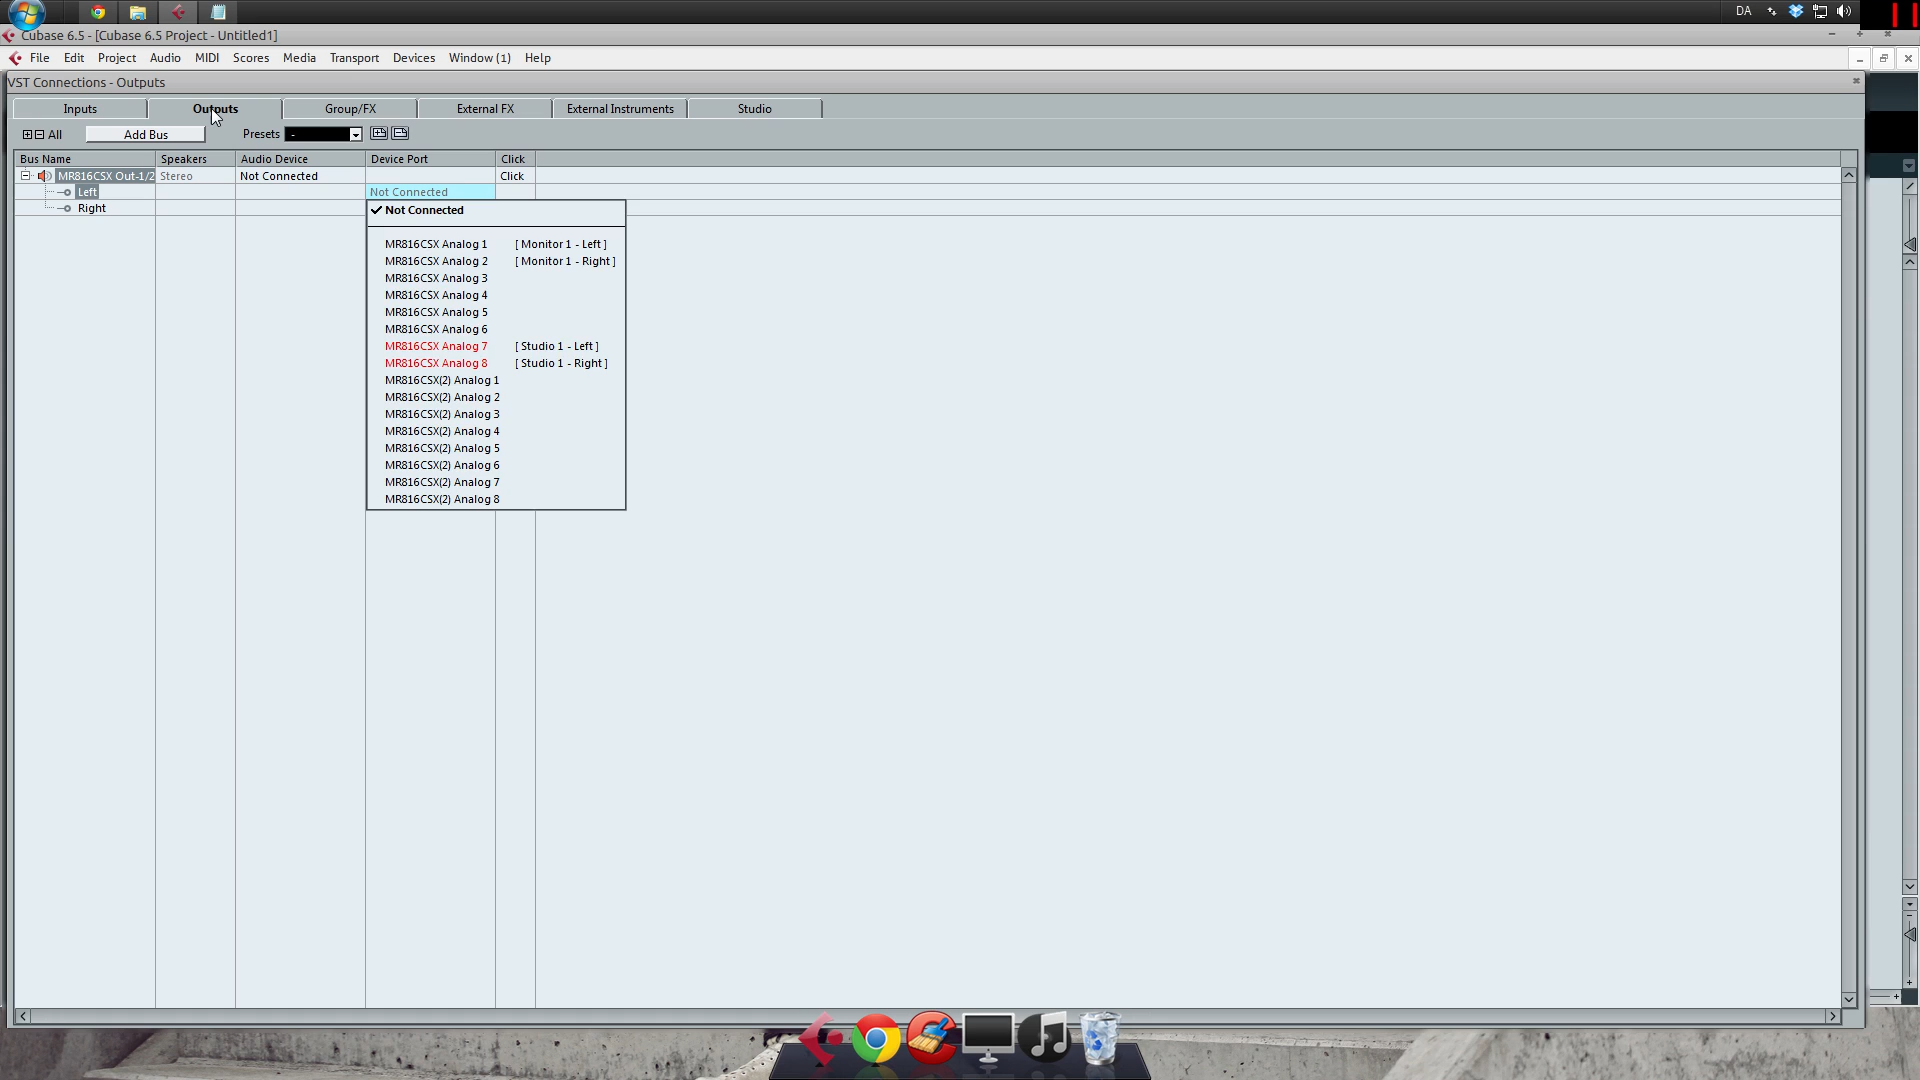 DA
Cubase 6.5 - [Cubase 6.5 Project - Untitled1]
File Edit Project Audio MIDI Scores Media Transport Devices Window (1) Help
VST Connections - Outputs
Inputs Outputs Group/FX External FX External Instruments Studio
All Add Bus Presets -
Bus Name Speakers Audio Device Device Port Click
MR816CSX Out-1/2 Stereo Not Connected Click
Left Not Connected
Right
Not Connected
MR816CSX Analog 1 [ Monitor 1 - Left ]
MR816CSX Analog 2 [ Monitor 1 - Right ]
MR816CSX Analog 3
MR816CSX Analog 4
MR816CSX Analog 5
MR816CSX Analog 6
MR816CSX Analog 7 [ Studio 1 - Left ]
MR816CSX Analog 8 [ Studio 1 - Right ]
MR816CSX(2) Analog 1
MR816CSX(2) Analog 2
MR816CSX(2) Analog 3
MR816CSX(2) Analog 4
MR816CSX(2) Analog 5
MR816CSX(2) Analog 6
MR816CSX(2) Analog 7
MR816CSX(2) Analog 8